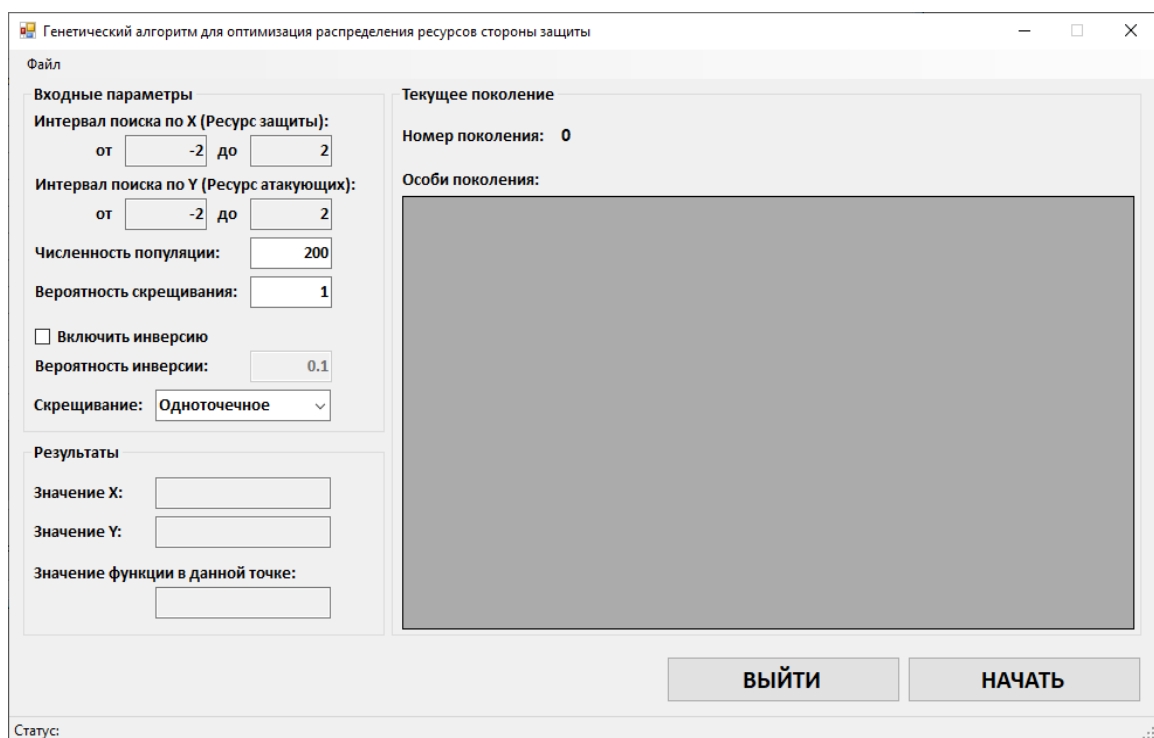 Генетический алгоритм для оптимизация распределения ресурсов стороны защиты
Файл
Входные параметры
Интервал поиска по X (Ресурс защиты):
от -2 до 2
Интервал поиска по Y (Ресурс атакующих):
от -2 до 2
Численность популяции: 200
Вероятность скрещивания: 1
Включить инверсию
Вероятность инверсии: 0.1
Скрещивание: Одноточечное
Результаты
Значение X:
Значение Y:
Значение функции в данной точке:
Текущее поколение
Номер поколения: 0
Особи поколения:
ВЫЙТИ НАЧАТЬ
Статус: